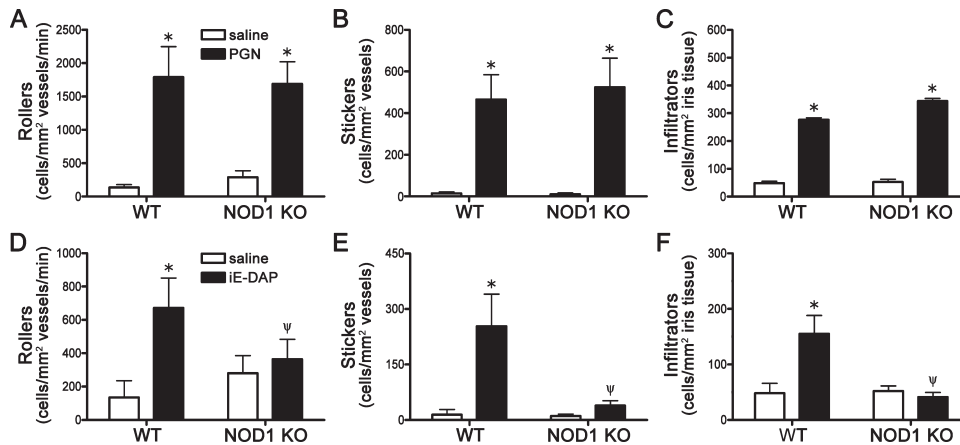 A
saline
PGN
Rollers
(cells/mm² vessels/min)
2500
2000
1500
1000
500
0
*
*
WT
NOD1 KO
B
Stickers
(cells/mm² vessels)
800
600
400
200
0
*
*
WT
NOD1 KO
C
Infiltrators
(cells/mm² iris tissue)
600
500
400
300
200
100
0
*
*
WT
NOD1 KO
D
saline
iE-DAP
Rollers
(cells/mm² vessels/min)
1000
800
600
400
200
0
*
ψ
WT
NOD1 KO
E
Stickers
(cells/mm² vessels)
450
300
150
0
*
ψ
WT
NOD1 KO
F
Infiltrators
(cells/mm² iris tissue)
300
200
100
0
*
ψ
WT
NOD1 KO